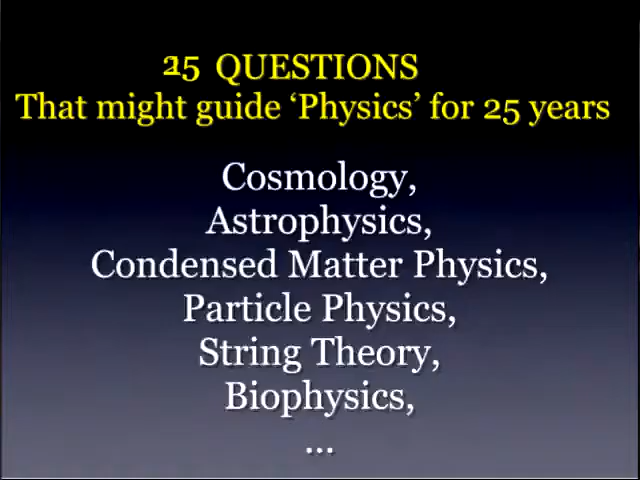 25 QUESTIONS
That might guide ‘Physics’ for 25 years
Cosmology,
Astrophysics,
Condensed Matter Physics,
Particle Physics,
String Theory,
Biophysics,
...